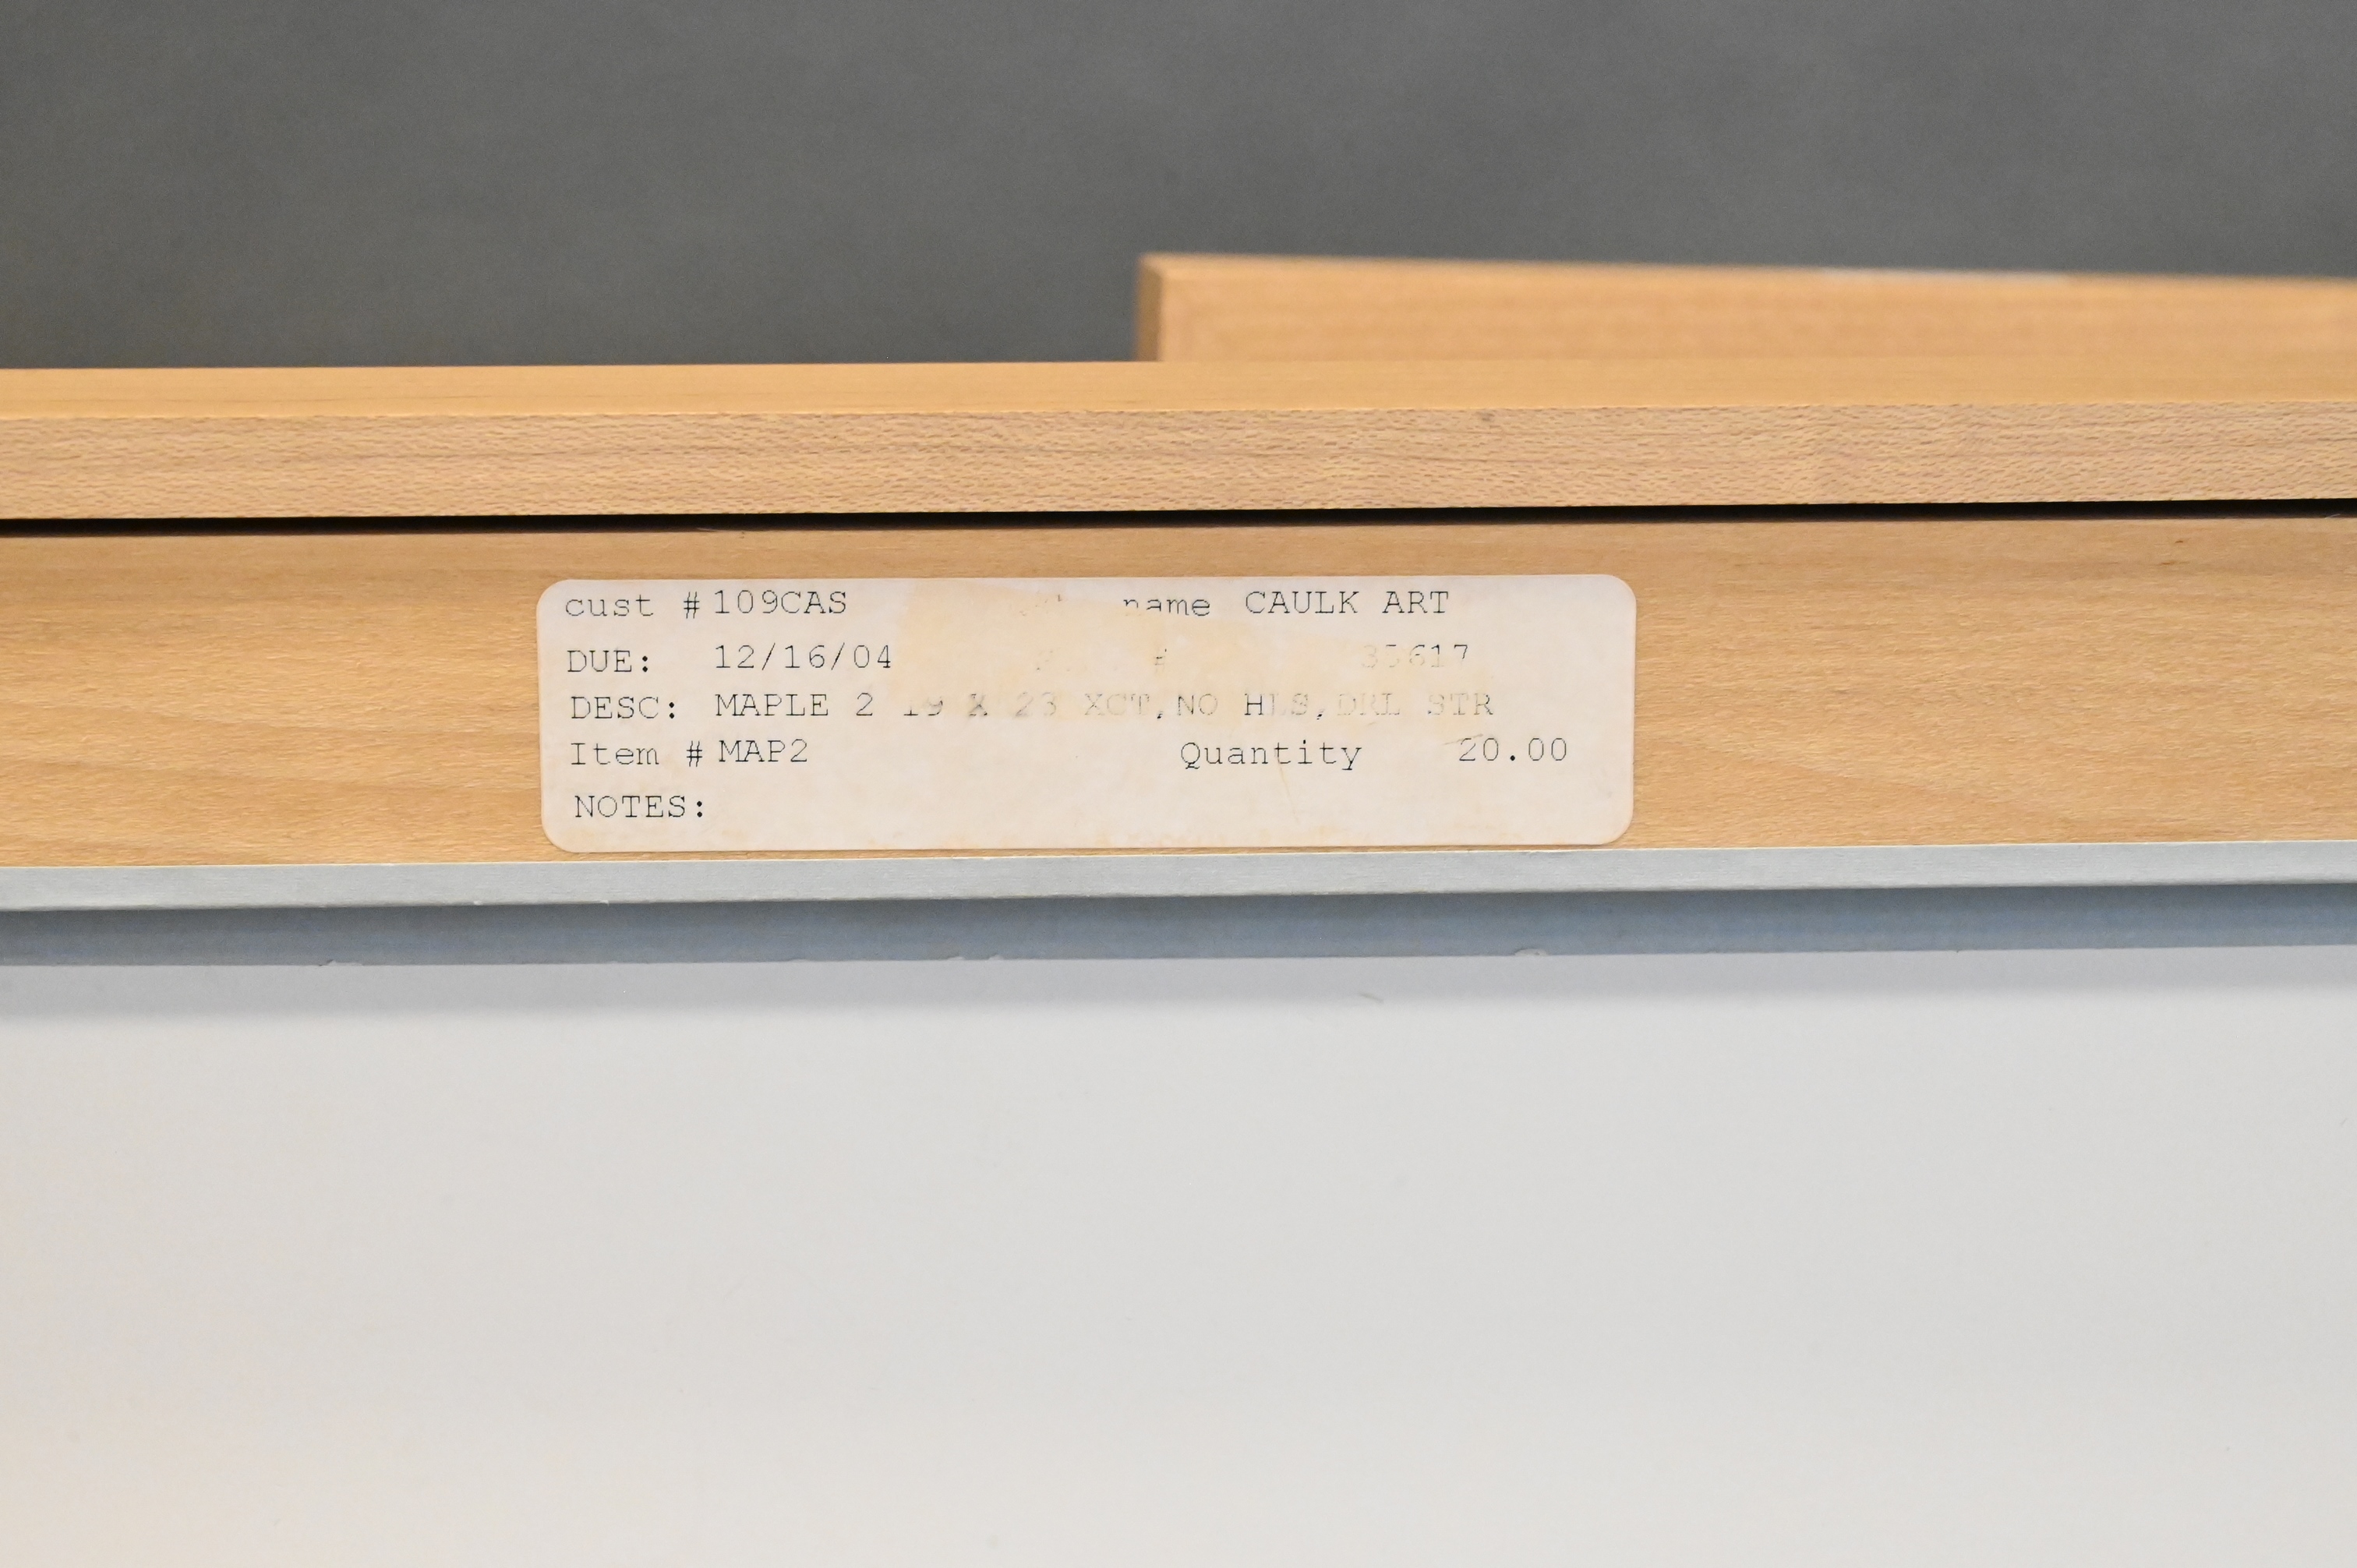 cust # 109CAS name CAULK ART
DUE: 12/16/04 # 35617
DESC: MAPLE 2 19 X 23 XCT,NO HLS,DRL STR
Item # MAP2 Quantity 20.00
NOTES: